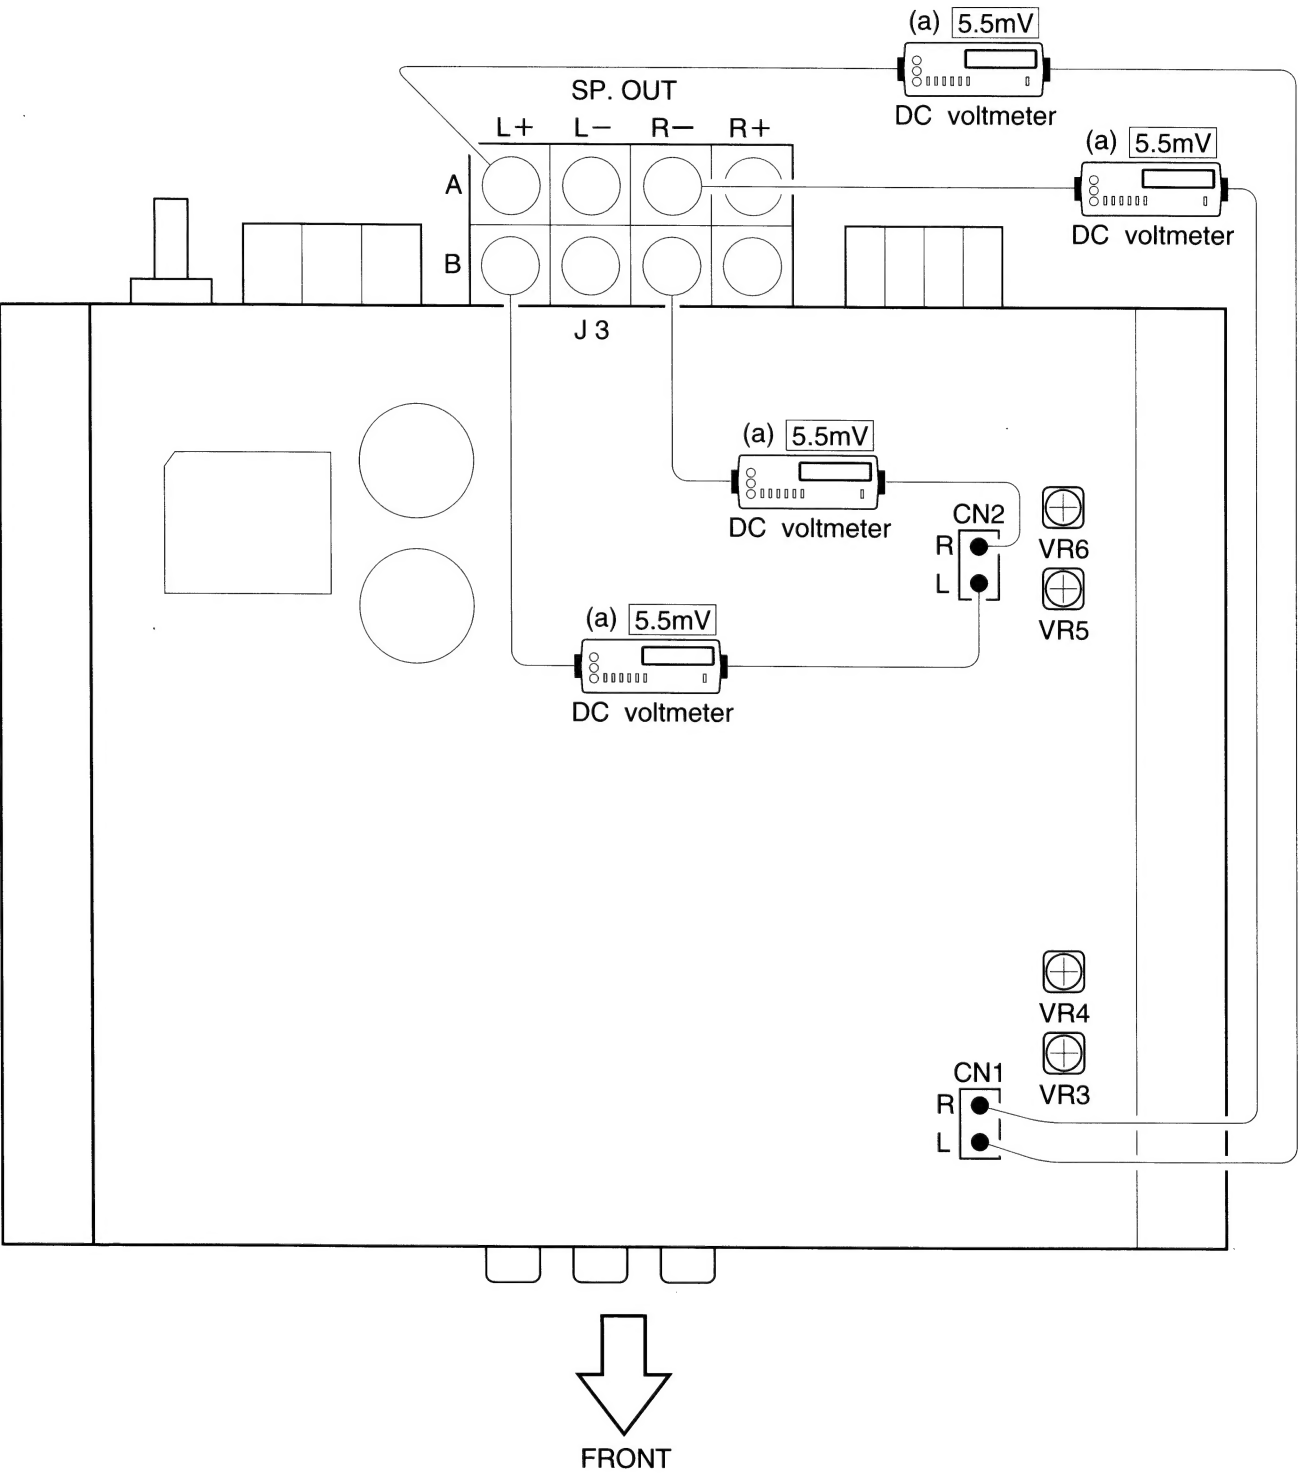 (a) 5.5mV
DC voltmeter
SP. OUT
L+ L− R− R+
(a) 5.5mV
DC voltmeter
A
B
J3
(a) 5.5mV
DC voltmeter
CN2
R
L
VR6
VR5
(a) 5.5mV
DC voltmeter
VR4
VR3
CN1
R
L
FRONT